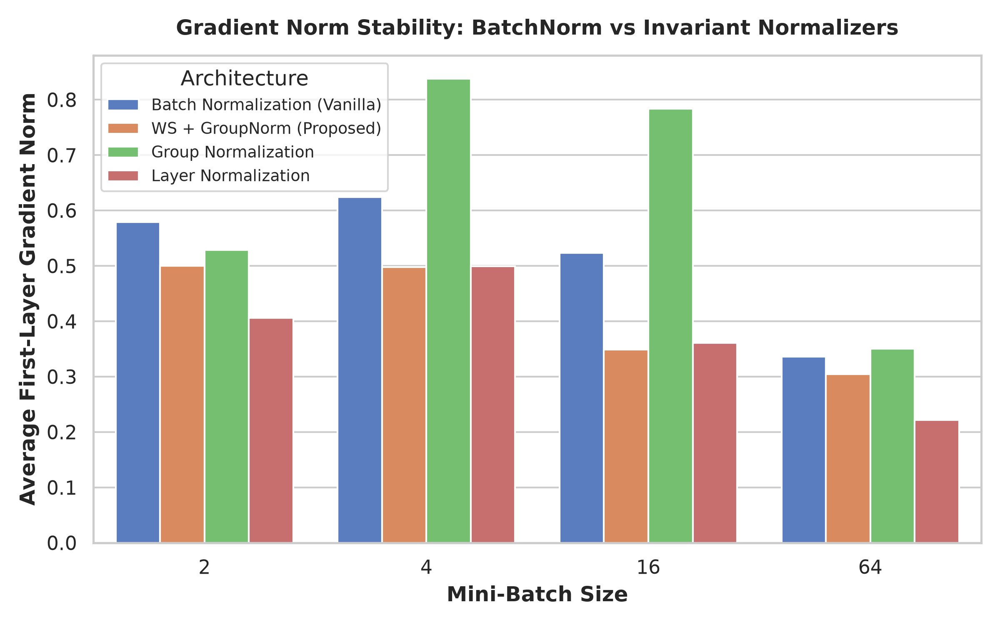 Gradient Norm Stability: BatchNorm vs Invariant Normalizers
Architecture
Batch Normalization (Vanilla)
WS + GroupNorm (Proposed)
Group Normalization
Layer Normalization
Average First-Layer Gradient Norm
0.8
0.7
0.6
0.5
0.4
0.3
0.2
0.1
0.0
2 4 16 64
Mini-Batch Size